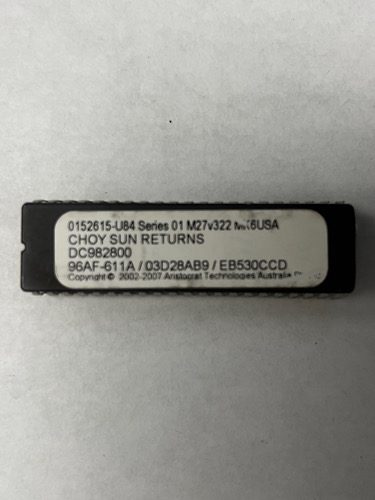 0152615-U84 Series 01 M27v322 MK6USA
CHOY SUN RETURNS
DC982800
96AF-611A / 03D28AB9 / EB530CCD
Copyright © 2002-2007 Aristocrat Technologies Australia